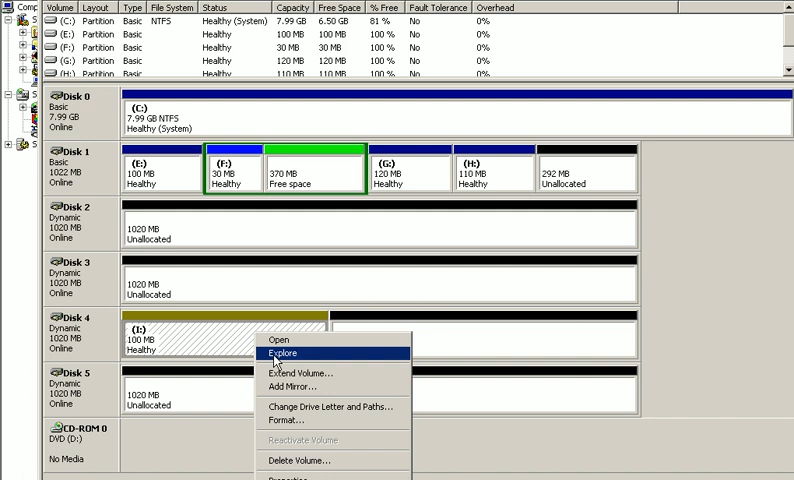 Comp
Volume Layout Type File System Status Capacity Free Space % Free Fault Tolerance Overhead
(C:) Partition Basic NTFS Healthy (System) 7.99 GB 6.50 GB 81 % No 0%
(E:) Partition Basic Healthy 100 MB 100 MB 100 % No 0%
(F:) Partition Basic Healthy 30 MB 30 MB 100 % No 0%
(G:) Partition Basic Healthy 120 MB 120 MB 100 % No 0%
(H:) Partition Basic Healthy 110 MB 110 MB 100 % No 0%
Disk 0
Basic
7.99 GB
Online
(C:)
7.99 GB NTFS
Healthy (System)
Disk 1
Basic
1022 MB
Online
(E:)
100 MB
Healthy
(F:)
30 MB
Healthy
370 MB
Free space
(G:)
120 MB
Healthy
(H:)
110 MB
Healthy
292 MB
Unallocated
Disk 2
Dynamic
1020 MB
Online
1020 MB
Unallocated
Disk 3
Dynamic
1020 MB
Online
1020 MB
Unallocated
Disk 4
Dynamic
1020 MB
Online
(I:)
100 MB
Healthy
Open
Explore
Extend Volume...
Add Mirror...
Change Drive Letter and Paths...
Format...
Reactivate Volume
Delete Volume...
Properties
Disk 5
Dynamic
1020 MB
Online
1020 MB
Unallocated
CD-ROM 0
DVD (D:)
No Media